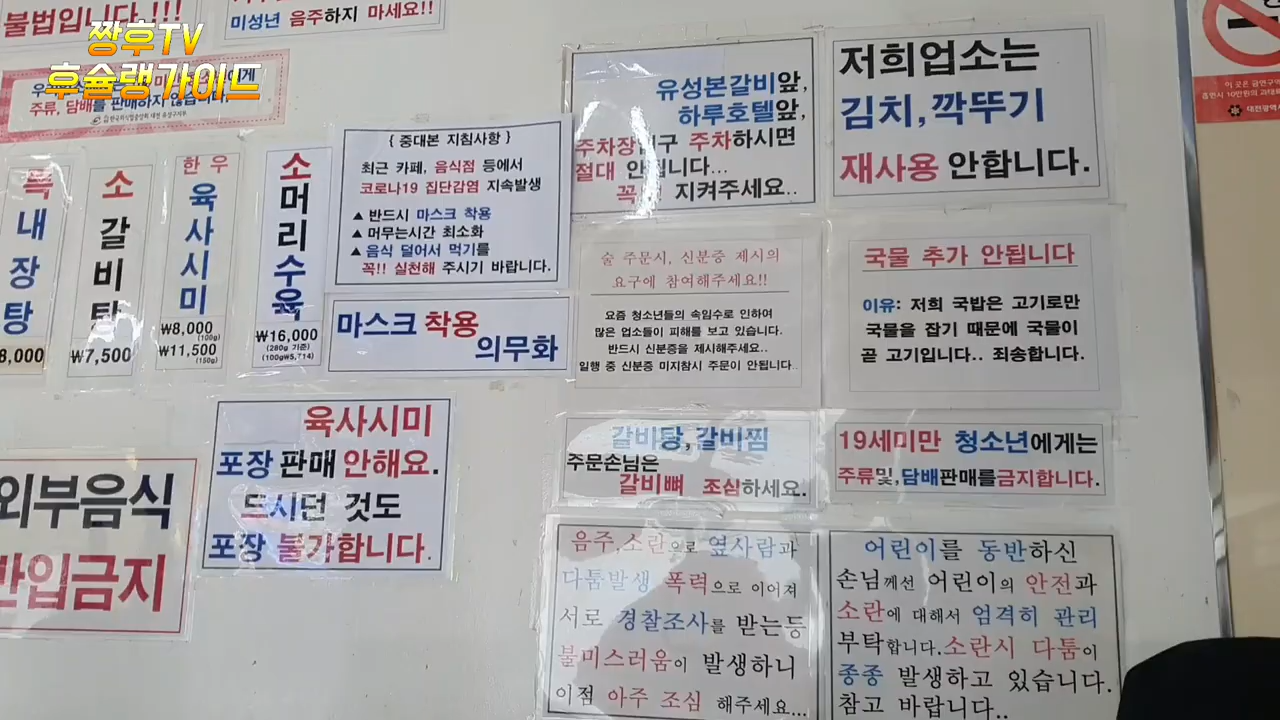 불법입니다.!!!
미성년 음주하지 마세요!!
짱후TV
후슐랭가이드
주류, 담배를 판매하지 않습니다.
내장탕
8,000
소갈비탕
₩7,500
한우
육사시미
₩8,000
(100g)
₩11,500
(150g)
소머리수육
₩16,000
(280g 기준)
{ 중대본 지침사항 }
최근 카페, 음식점 등에서
코로나19 집단감염 지속발생
▲ 반드시 마스크 착용
▲ 머무는시간 최소화
▲ 음식 덜어서 먹기를
꼭!! 실천해 주시기 바랍니다.
마스크 착용
의무화
유성본갈비앞,
하루호텔앞,
주차장입구 주차하시면
절대 안됩니다...
꼭 지켜주세요..
저희업소는
김치,깍뚜기
재사용 안합니다.
술 주문시, 신분증 제시의
요구에 참여해주세요!!
요즘 청소년들의 속임수로 인하여
많은 업소들이 피해를 보고 있습니다.
반드시 신분증을 제시해주세요..
일행 중 신분증 미지참시 주문이 안됩니다..
국물 추가 안됩니다
이유: 저희 국밥은 고기로만
국물을 잡기 때문에 국물이
곧 고기입니다.. 죄송합니다.
육사시미
포장 판매 안해요.
드시던 것도
포장 불가합니다.
외부음식
반입금지
갈비탕,갈비찜
주문손님은
갈비뼈 조심하세요.
19세미만 청소년에게는
주류및,담배판매를금지합니다.
음주,소란으로 옆사람과
다툼발생 폭력으로 이어져
서로 경찰조사를 받는등
불미스러움이 발생하니
이점 아주 조심 해주세요...
어린이를 동반하신
손님께선 어린이의 안전과
소란에 대해서 엄격히 관리
부탁합니다.소란시 다툼이
종종 발생하고 있습니다.
참고 바랍니다..